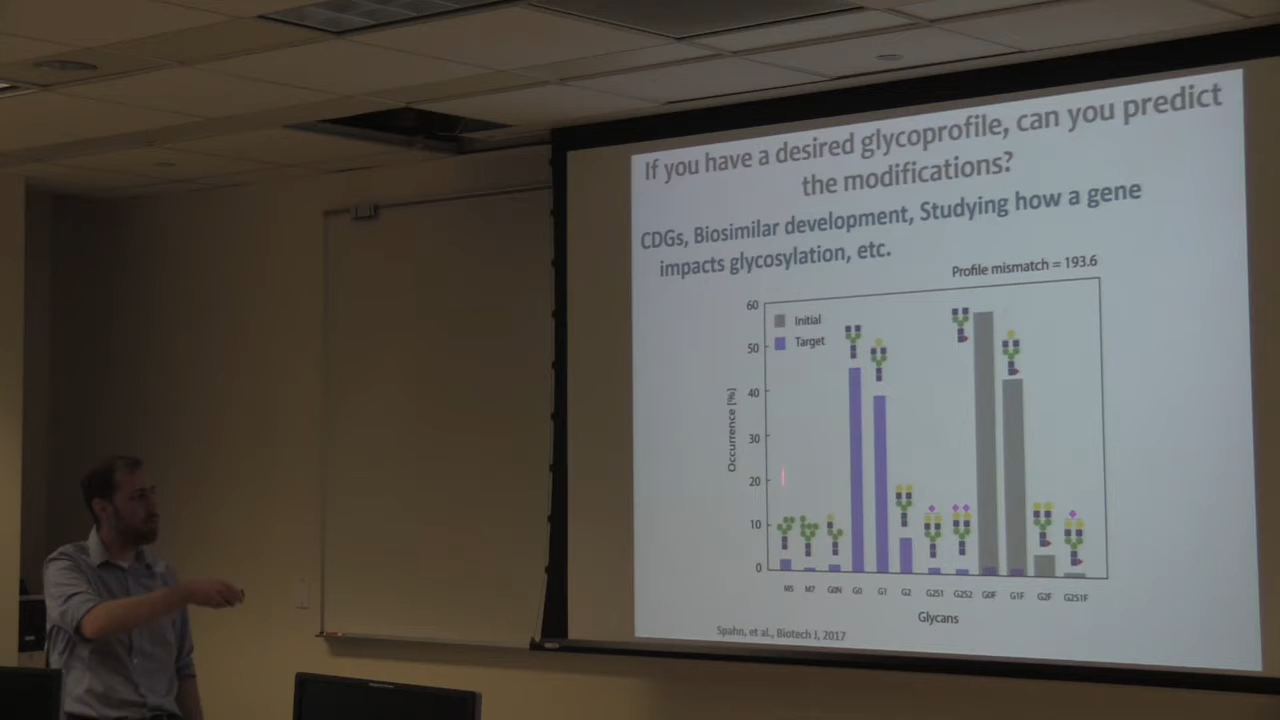 If you have a desired glycoprofile, can you predict
the modifications?
CDGs, Biosimilar development, Studying how a gene
impacts glycosylation, etc.
Profile mismatch = 193.6
60
50
40
30
20
10
0
Occurrence [%]
Initial
Target
M5 M7 G0N G0 G1 G2 G2S1 G2S2 G0F G1F G2F G2S1F
Glycans
Spahn, et al., Biotech J, 2017